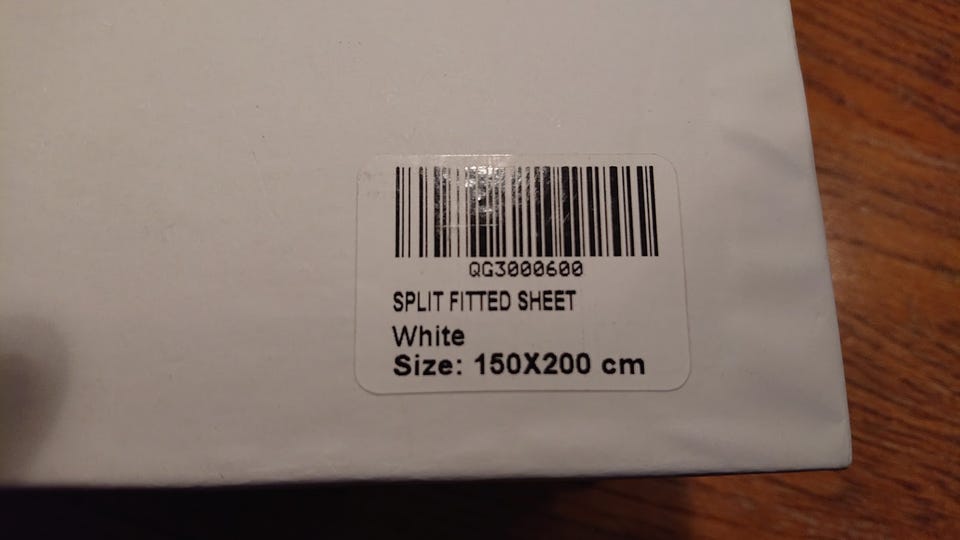 QG3000600
SPLIT FITTED SHEET
White
Size: 150X200 cm